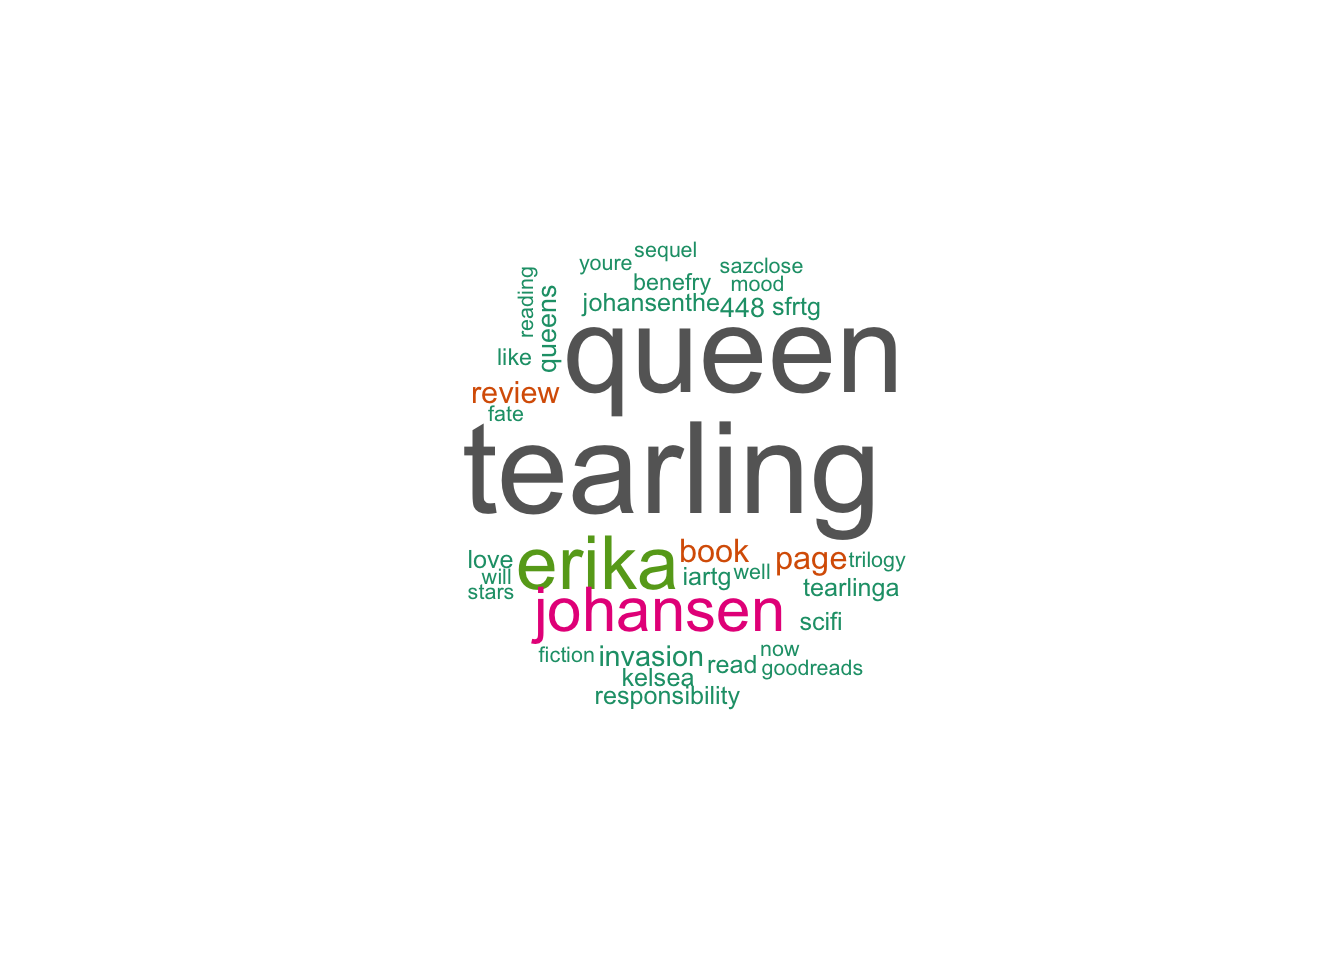 sequel
youre
sazclose
benefry
mood
reading
queens
johansenthe
448
sfrtg
queen
like
review
fate
tearling
love
erika
book
page
trilogy
will
iartg
well
stars
tearlinga
johansen
scifi
fiction
invasion
read
now
goodreads
kelsea
responsibility